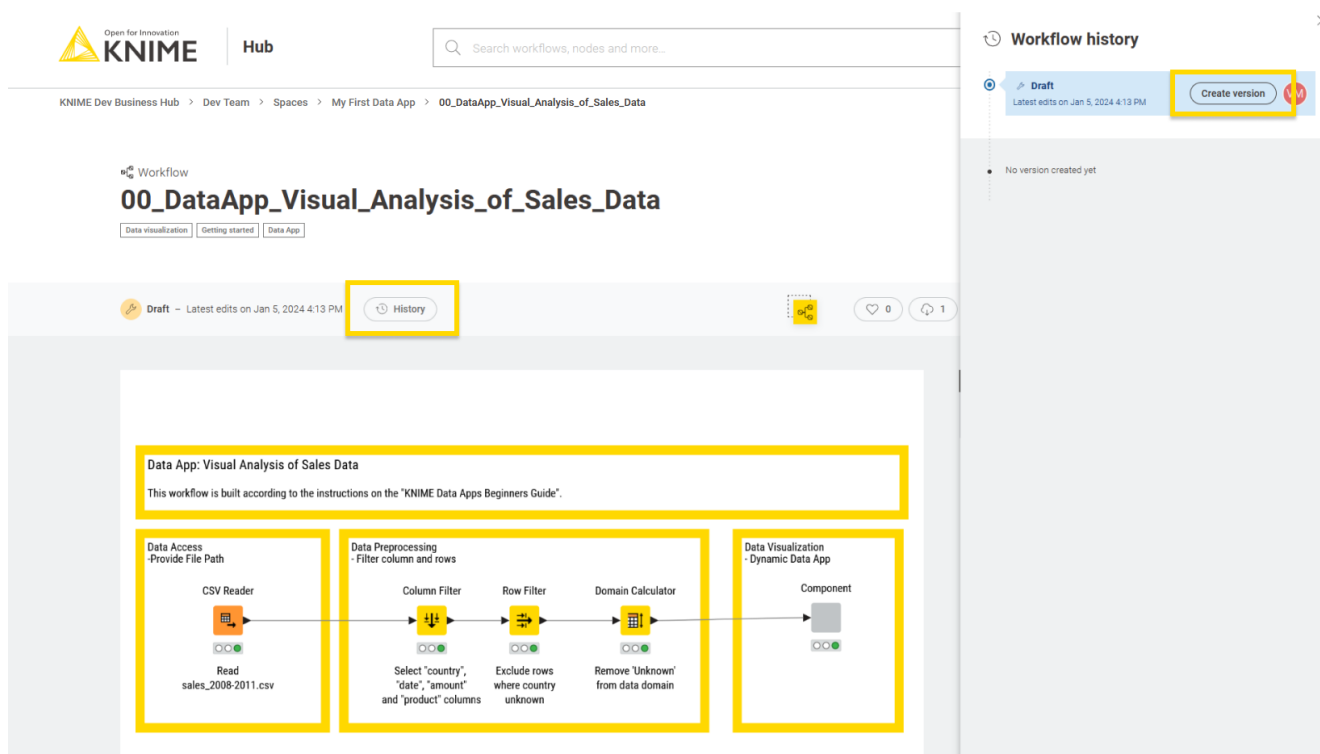 Open for Innovation
KNIME
Hub
Search workflows, nodes and more...
KNIME Dev Business Hub > Dev Team > Spaces > My First Data App > 00_DataApp_Visual_Analysis_of_Sales_Data
Workflow
00_DataApp_Visual_Analysis_of_Sales_Data
Data visualization Getting started Data App
Draft – Latest edits on Jan 5, 2024 4:13 PM
History
0
1
Data App: Visual Analysis of Sales Data
This workflow is built according to the instructions on the "KNIME Data Apps Beginners Guide".
Data Access
-Provide File Path
CSV Reader
Read
sales_2008-2011.csv
Data Preprocessing
- Filter column and rows
Column Filter
Select "country",
"date", "amount"
and "product" columns
Row Filter
Exclude rows
where country
unknown
Domain Calculator
Remove 'Unknown'
from data domain
Data Visualization
- Dynamic Data App
Component
Workflow history
Draft
Latest edits on Jan 5, 2024 4:13 PM
Create version
VM
No version created yet